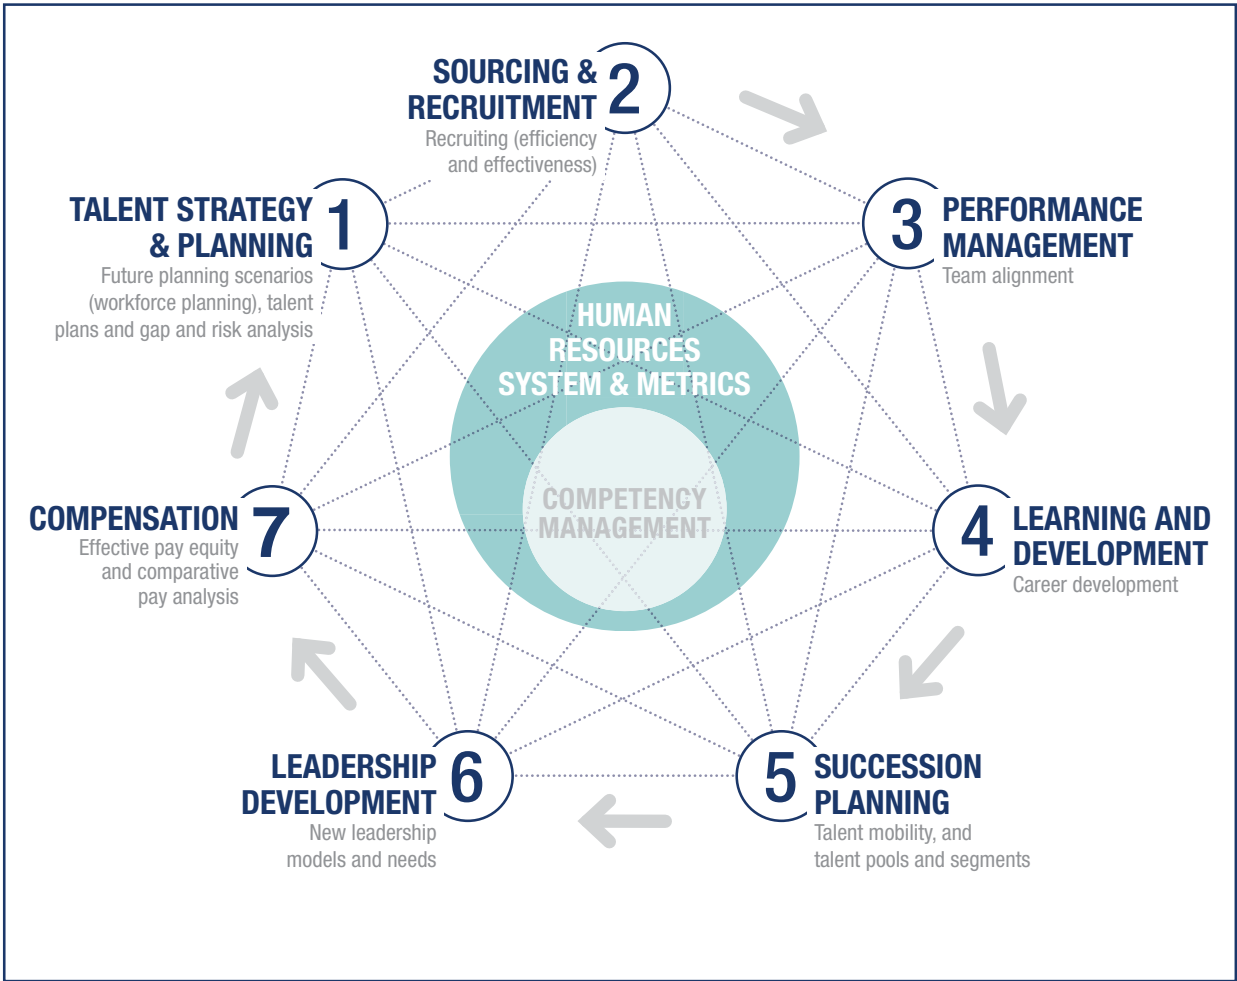 1
TALENT STRATEGY
& PLANNING
Future planning scenarios
(workforce planning), talent
plans and gap and risk analysis
2
SOURCING &
RECRUITMENT
Recruiting (efficiency
and effectiveness)
3
PERFORMANCE
MANAGEMENT
Team alignment
4
LEARNING AND
DEVELOPMENT
Career development
5
SUCCESSION
PLANNING
Talent mobility, and
talent pools and segments
6
LEADERSHIP
DEVELOPMENT
New leadership
models and needs
7
COMPENSATION
Effective pay equity
and comparative
pay analysis
HUMAN
RESOURCES
SYSTEM & METRICS
COMPETENCY
MANAGEMENT